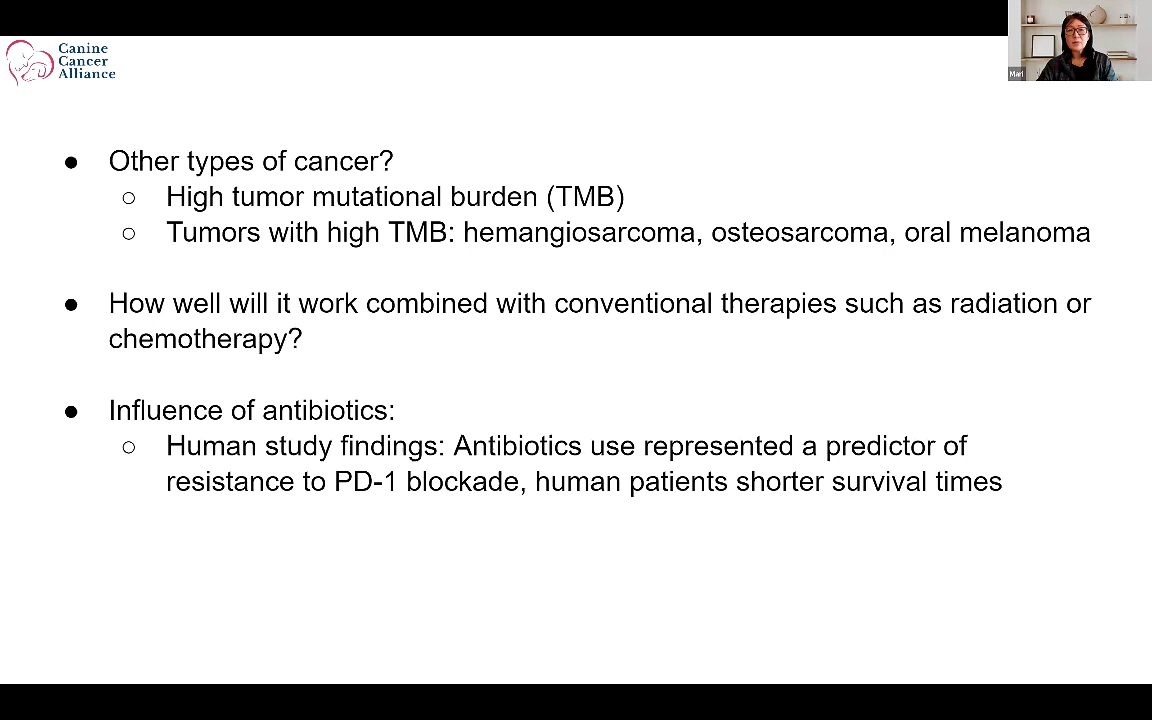 Canine
Cancer
Alliance
Mari
● Other types of cancer?
○ High tumor mutational burden (TMB)
○ Tumors with high TMB: hemangiosarcoma, osteosarcoma, oral melanoma
● How well will it work combined with conventional therapies such as radiation or
chemotherapy?
● Influence of antibiotics:
○ Human study findings: Antibiotics use represented a predictor of
resistance to PD-1 blockade, human patients shorter survival times